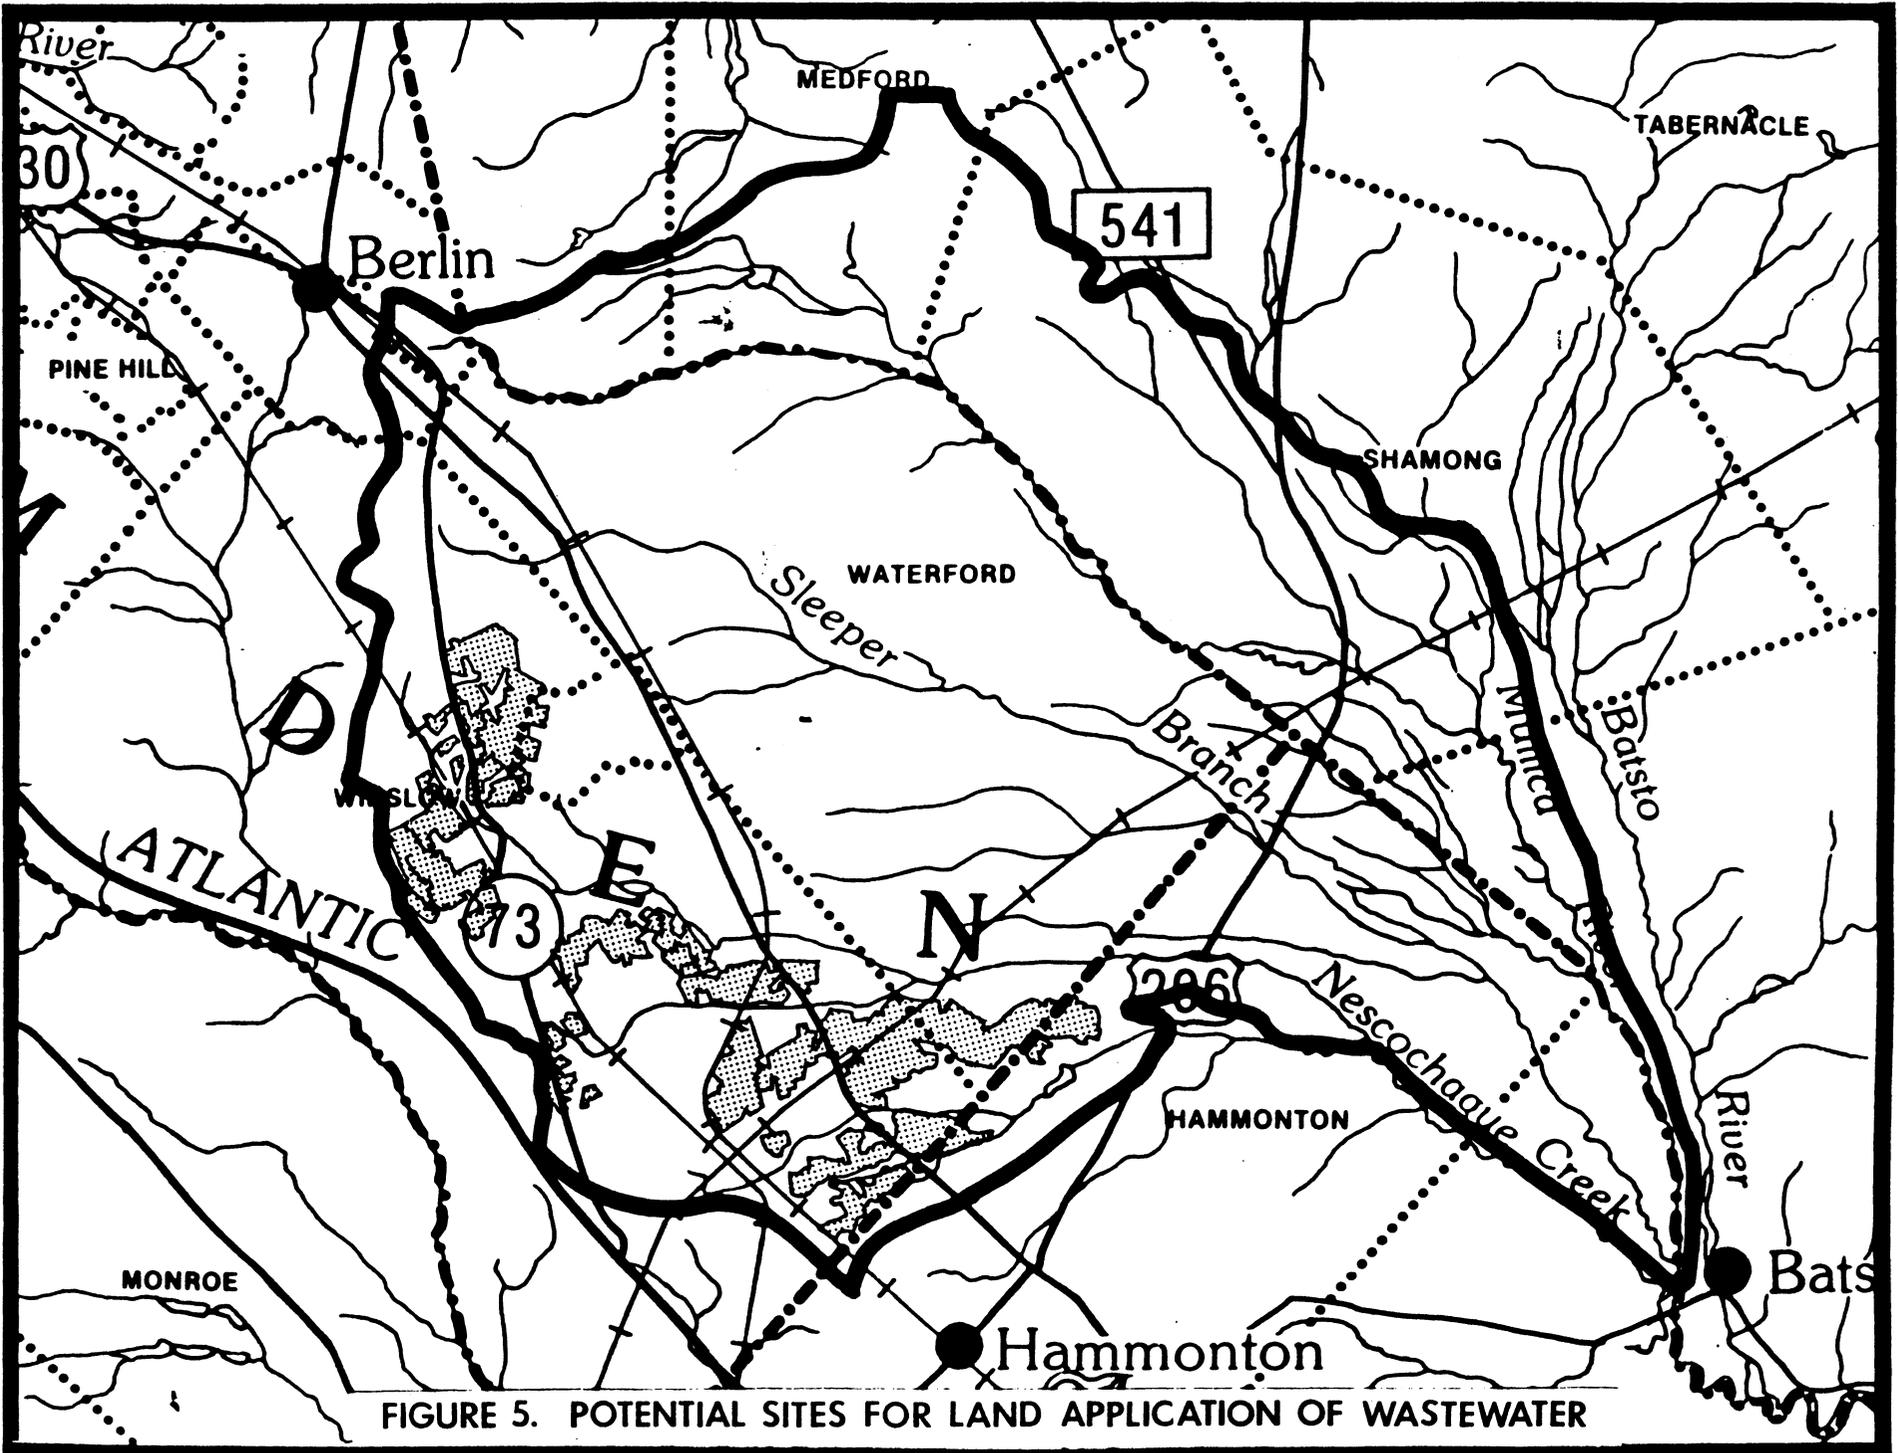 River
MEDFORD
TABERNACLE
30
541
Berlin
PINE HILL
SHAMONG
M
WATERFORD
Sleeper
D
Branch
Mullica
Batsto
WINSLOW
ATLANTIC
E
N
73
206
Nescochague Creek
HAMMONTON
River
MONROE
Bats
Hammonton
FIGURE 5. POTENTIAL SITES FOR LAND APPLICATION OF WASTEWATER